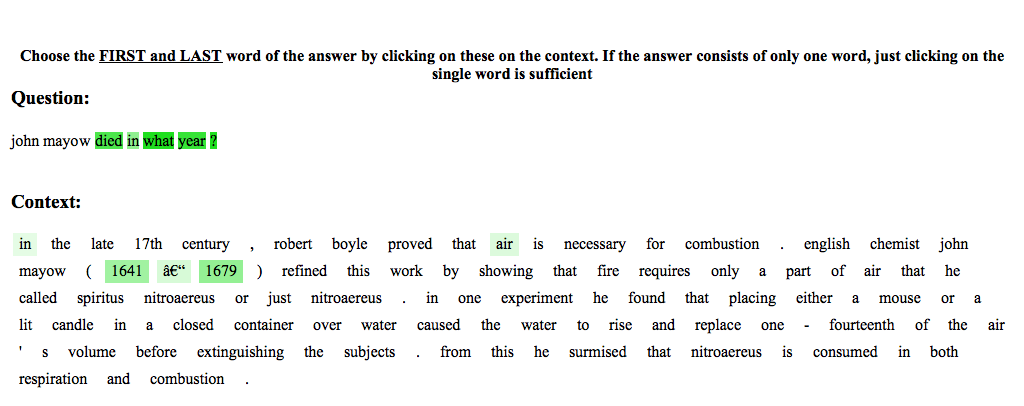 Choose the FIRST and LAST word of the answer by clicking on these on the context. If the answer consists of only one word, just clicking on the
single word is sufficient
Question:
john mayow died in what year ?
Context:
in the late 17th century , robert boyle proved that air is necessary for combustion . english chemist john
mayow ( 1641 â€“ 1679 ) refined this work by showing that fire requires only a part of air that he
called spiritus nitroaereus or just nitroaereus . in one experiment he found that placing either a mouse or a
lit candle in a closed container over water caused the water to rise and replace one - fourteenth of the air
' s volume before extinguishing the subjects . from this he surmised that nitroaereus is consumed in both
respiration and combustion .